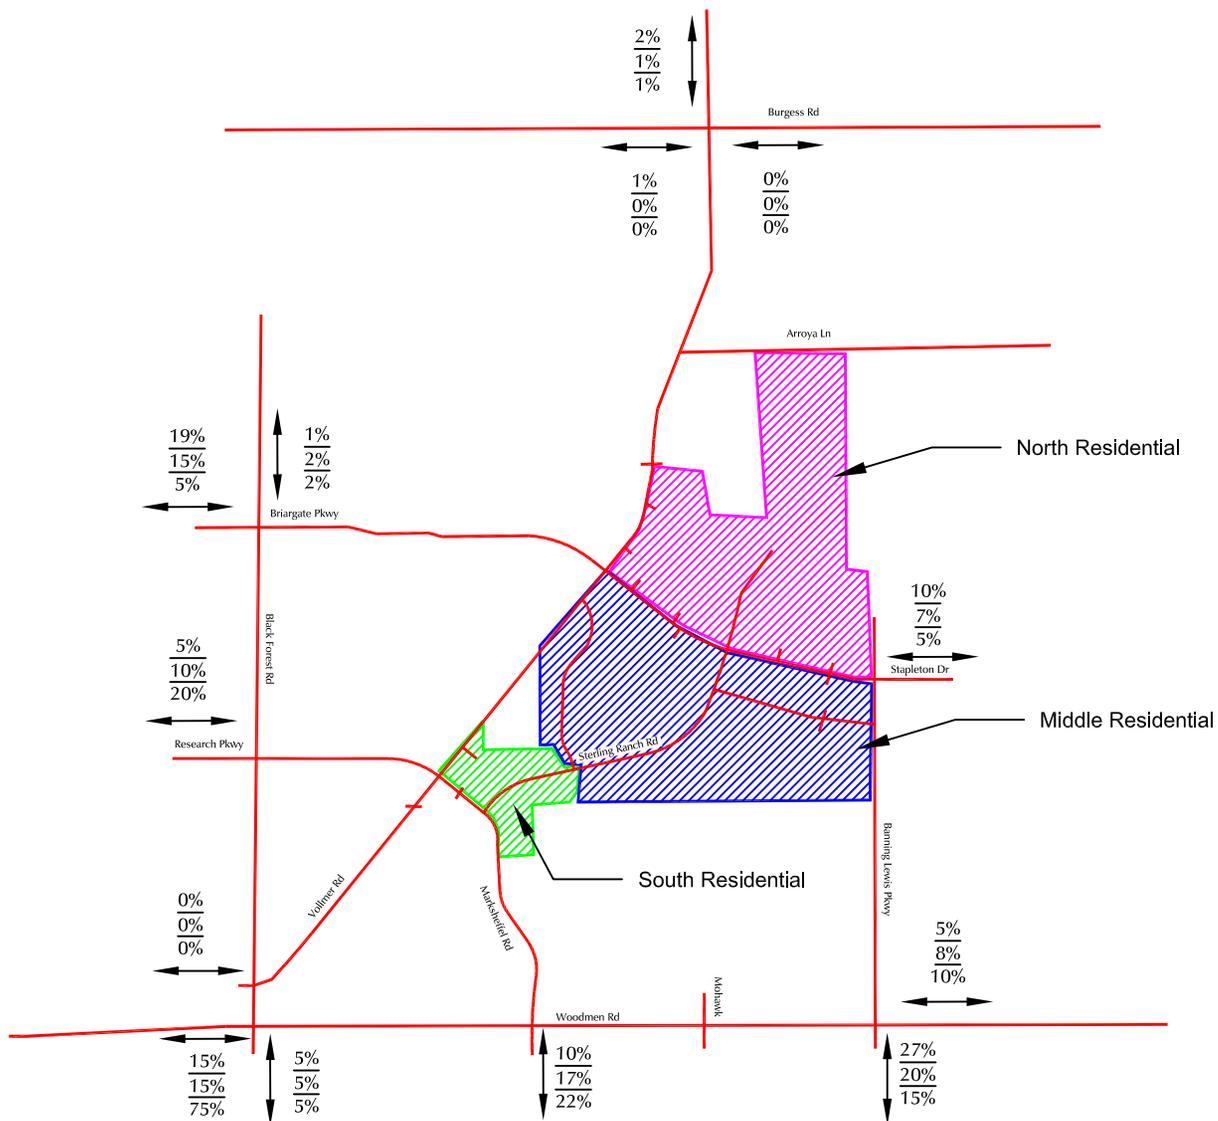 2%
1%
1%
Burgess Rd
1%
0%
0%
0%
0%
0%
Arroya Ln
19%
15%
5%
1%
2%
2%
North Residential
Briargate Pkwy
10%
7%
5%
Black Forest Rd
5%
10%
20%
Stapleton Dr
Middle Residential
Research Pkwy
Sterling Ranch Rd
South Residential
Banning Lewis Pkwy
Vollmer Rd
Marksheffel Rd
0%
0%
0%
5%
8%
10%
Mohawk
Woodmen Rd
15%
15%
75%
5%
5%
5%
10%
17%
22%
27%
20%
15%